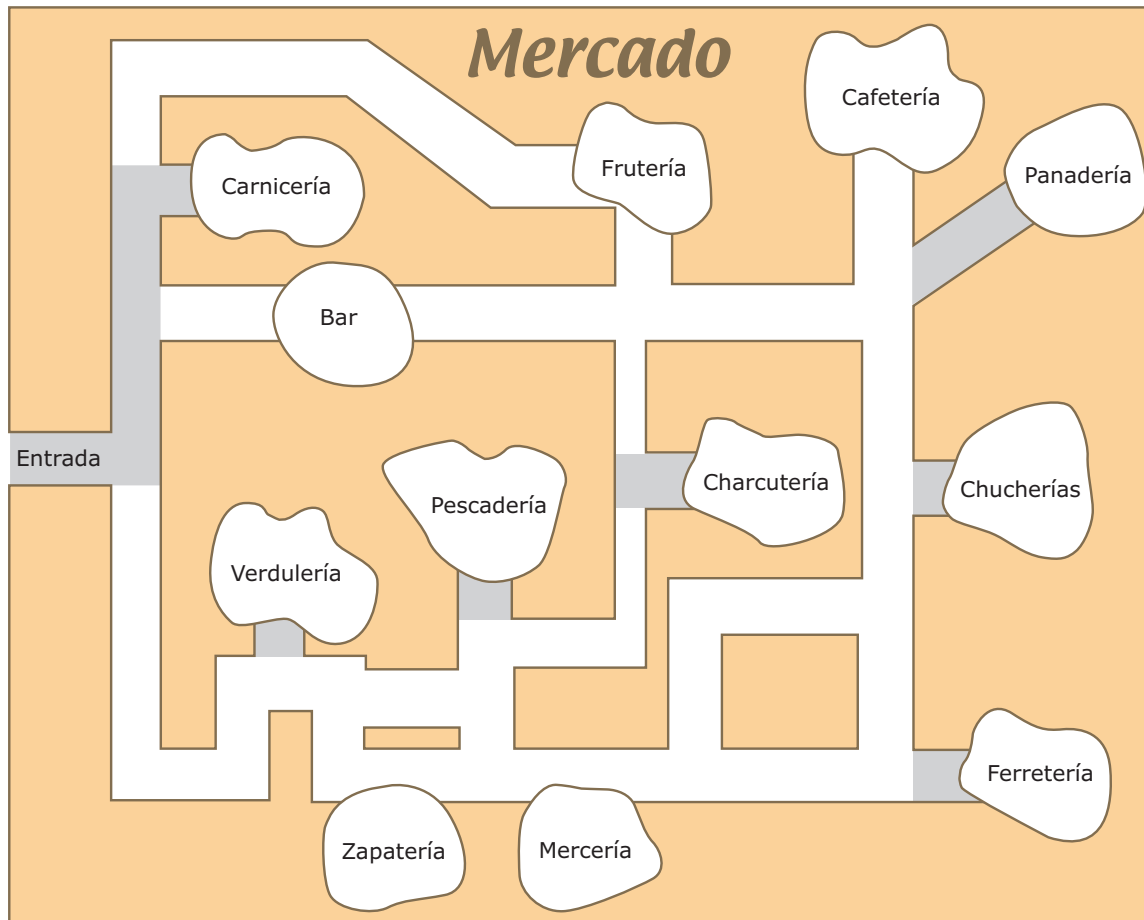 Mercado
Cafetería
Frutería
Panadería
Carnicería
Bar
Entrada
Charcutería
Chucherías
Pescadería
Verdulería
Ferretería
Zapatería
Mercería